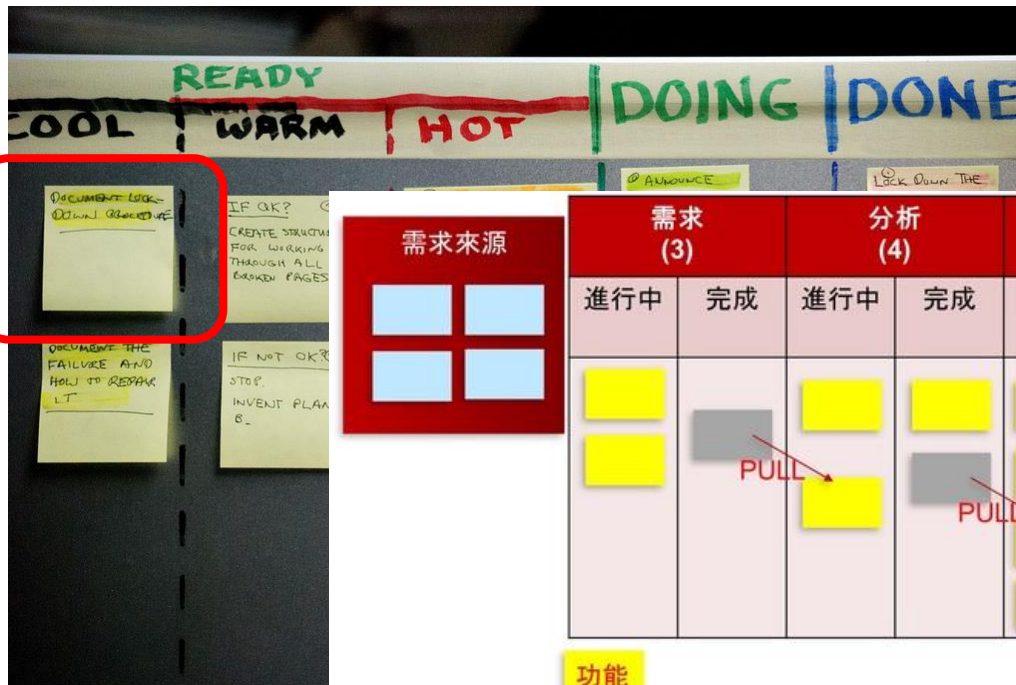 READY
COOL
WARM
HOT
DOING
DONE
DOCUMENT LOCK-
DOWN PROCEDURE
IF OK?
CREATE STRUCTU
FOR WORKING
THROUGH ALL
BROKEN PAGES
ANNOUNCE
LOCK DOWN THE
DOCUMENT THE
FAILURE AND
HOW TO REPAIR
IT
IF NOT OK?
STOP.
INVENT PLAN
B.
需求來源
需求
(3)
分析
(4)
進行中
完成
進行中
完成
PULL
PULL
功能